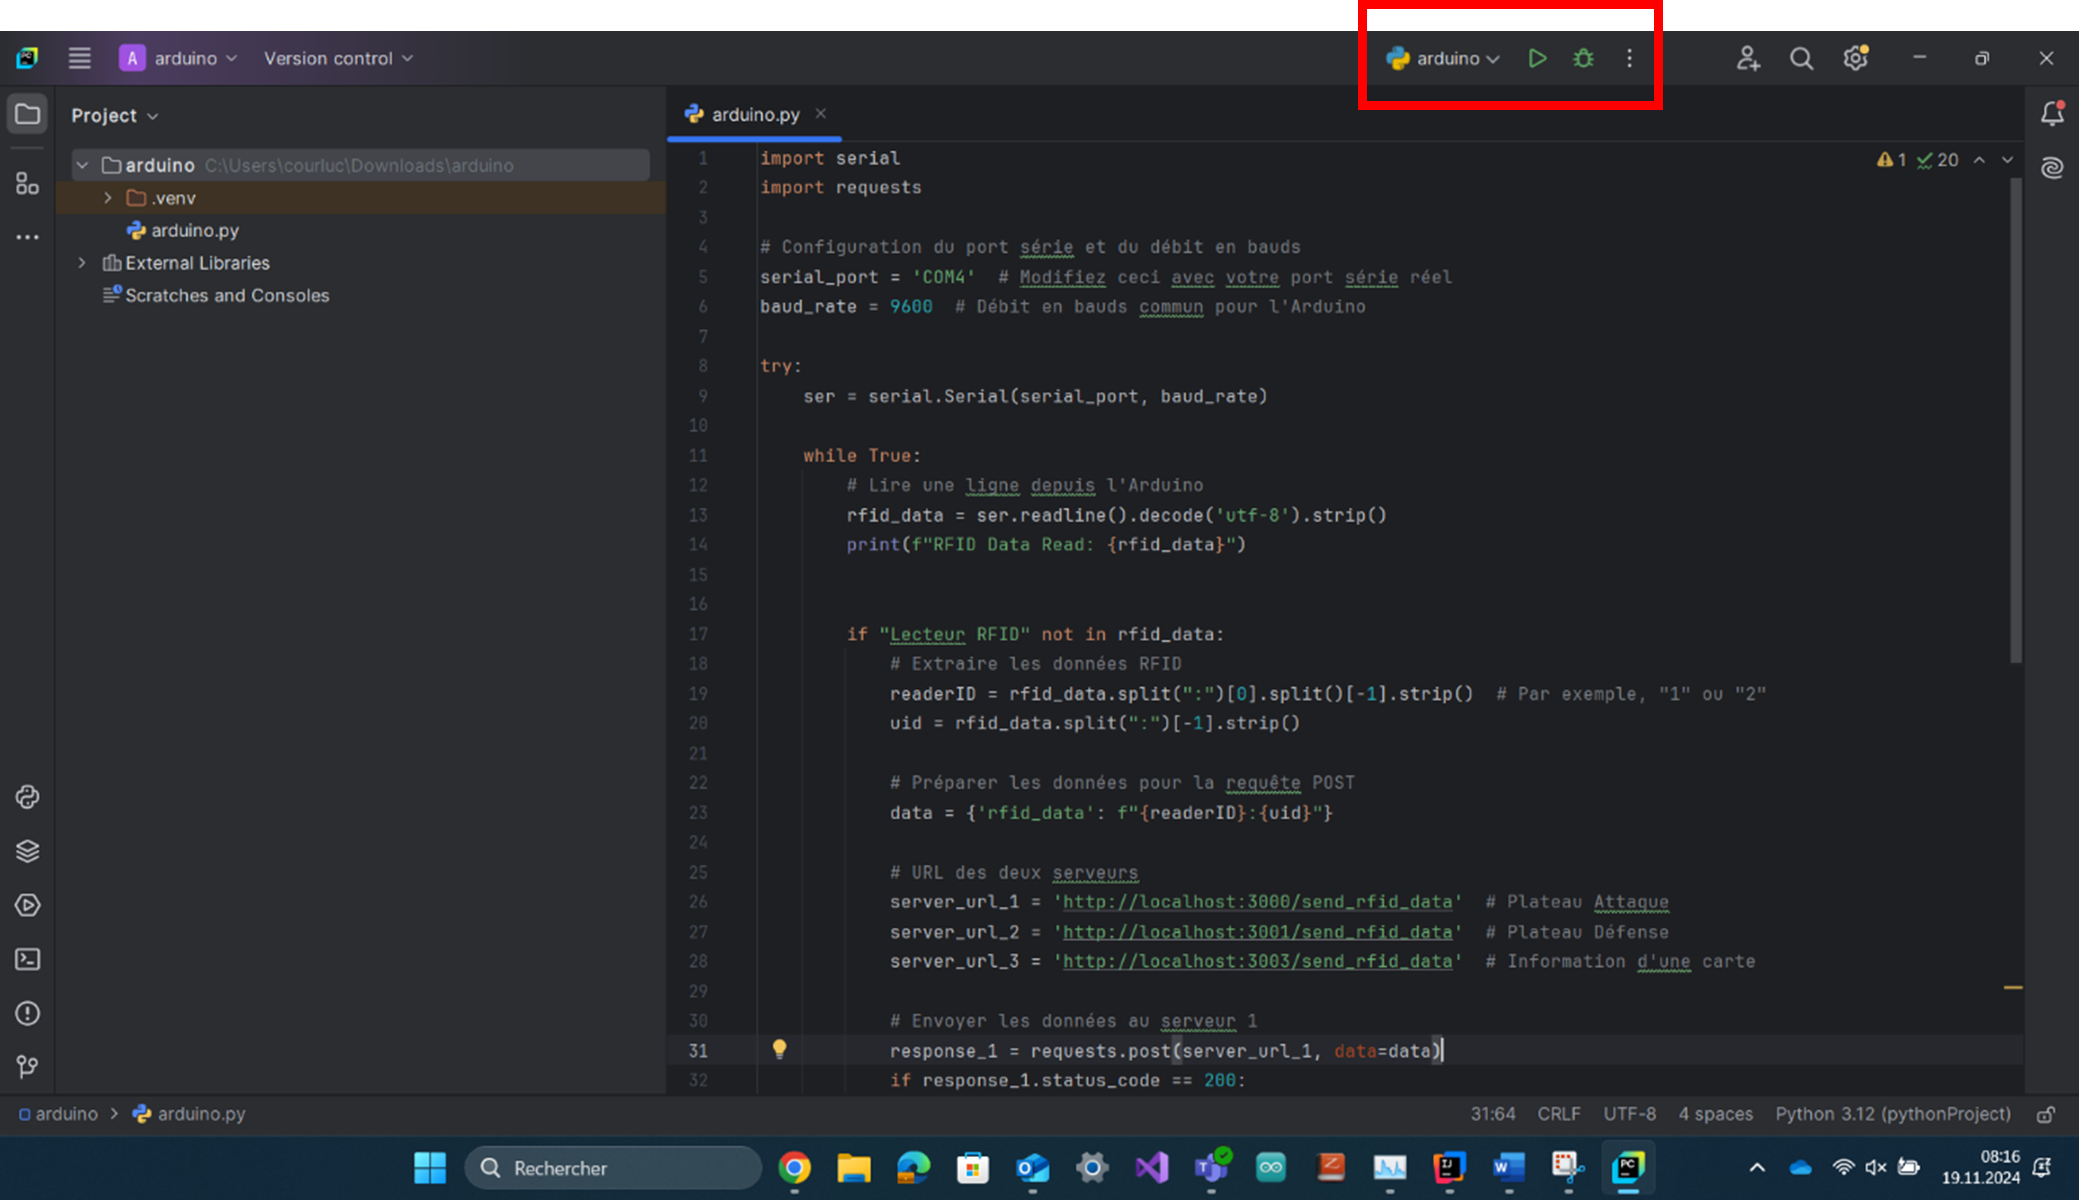 A arduino Version control arduino
Project
arduino.py
arduino C:\Users\courluc\Downloads\arduino
.venv
arduino.py
External Libraries
Scratches and Consoles
1 20
1 import serial
2 import requests
3
4 # Configuration du port série et du débit en bauds
5 serial_port = 'COM4'  # Modifiez ceci avec votre port série réel
6 baud_rate = 9600  # Débit en bauds commun pour l'Arduino
7
8 try:
9     ser = serial.Serial(serial_port, baud_rate)
10
11     while True:
12         # Lire une ligne depuis l'Arduino
13         rfid_data = ser.readline().decode('utf-8').strip()
14         print(f"RFID Data Read: {rfid_data}")
15
16
17         if "Lecteur RFID" not in rfid_data:
18             # Extraire les données RFID
19             readerID = rfid_data.split(":")[0].split()[-1].strip()  # Par exemple, "1" ou "2"
20             uid = rfid_data.split(":")[-1].strip()
21
22             # Préparer les données pour la requête POST
23             data = {'rfid_data': f"{readerID}:{uid}"}
24
25             # URL des deux serveurs
26             server_url_1 = 'http://localhost:3000/send_rfid_data'  # Plateau Attaque
27             server_url_2 = 'http://localhost:3001/send_rfid_data'  # Plateau Défense
28             server_url_3 = 'http://localhost:3003/send_rfid_data'  # Information d'une carte
29
30             # Envoyer les données au serveur 1
31             response_1 = requests.post(server_url_1, data=data)
32             if response_1.status_code == 200:
arduino > arduino.py 31:64 CRLF UTF-8 4 spaces Python 3.12 (pythonProject)
Rechercher
08:16
19.11.2024